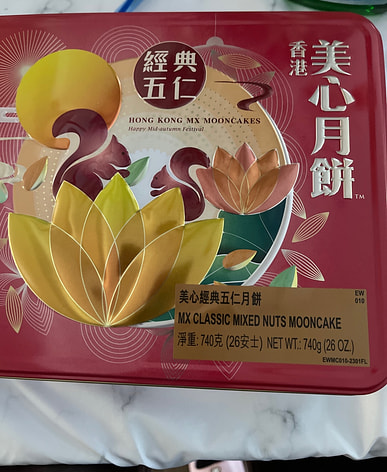 經典
五仁
HONG KONG MX MOONCAKES
Happy Mid-autumn Festival
香港
美心月餅™
美心經典五仁月餅
EW
010
MX CLASSIC MIXED NUTS MOONCAKE
淨重: 740克 (26安士) NET WT.: 740g (26 OZ.)
EWMC010-2301FL